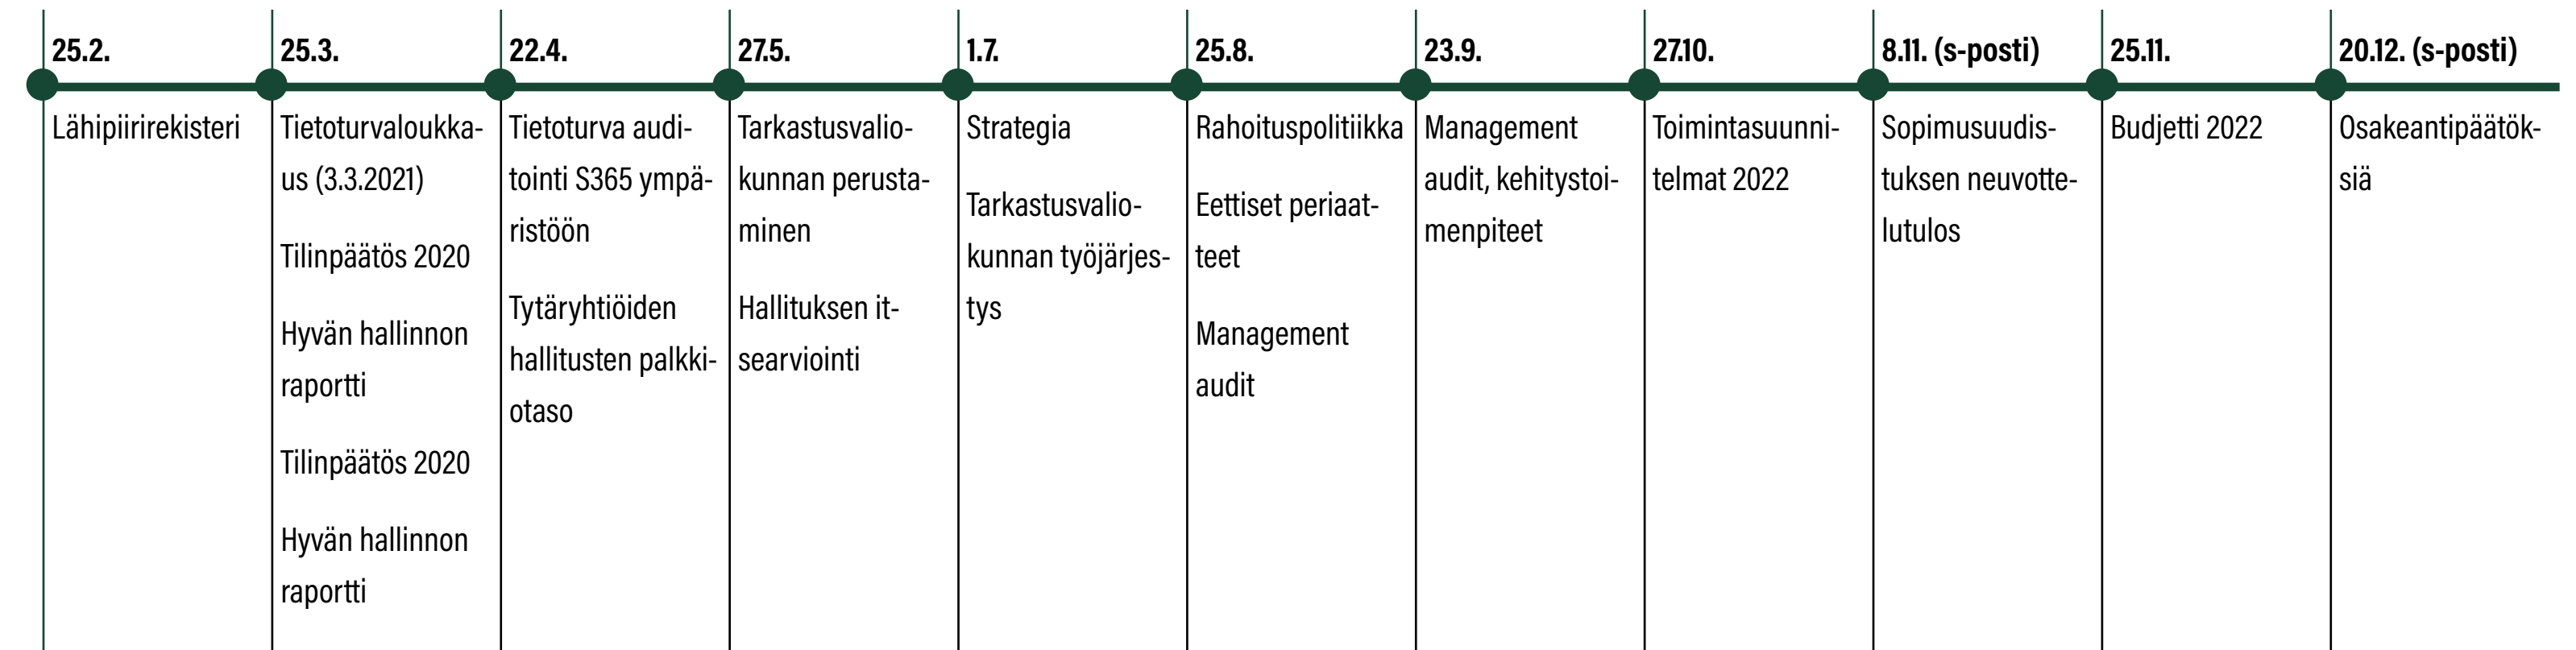 25.2.
Lähipiirirekisteri
25.3.
Tietoturvaloukka-
us (3.3.2021)
Tilinpäätös 2020
Hyvän hallinnon
raportti
Tilinpäätös 2020
Hyvän hallinnon
raportti
22.4.
Tietoturva audi-
tointi S365 ympä-
ristöön
Tytäryhtiöiden
hallitusten palkki-
otaso
27.5.
Tarkastusvalio-
kunnan perusta-
minen
Hallituksen it-
searviointi
1.7.
Strategia
Tarkastusvalio-
kunnan työjärjes-
tys
25.8.
Rahoituspolitiikka
Eettiset periaat-
teet
Management
audit
23.9.
Management
audit, kehitystoi-
menpiteet
27.10.
Toimintasuunni-
telmat 2022
8.11. (s-posti)
Sopimusuudis-
tuksen neuvotte-
lutulos
25.11.
Budjetti 2022
20.12. (s-posti)
Osakeantipäätök-
siä